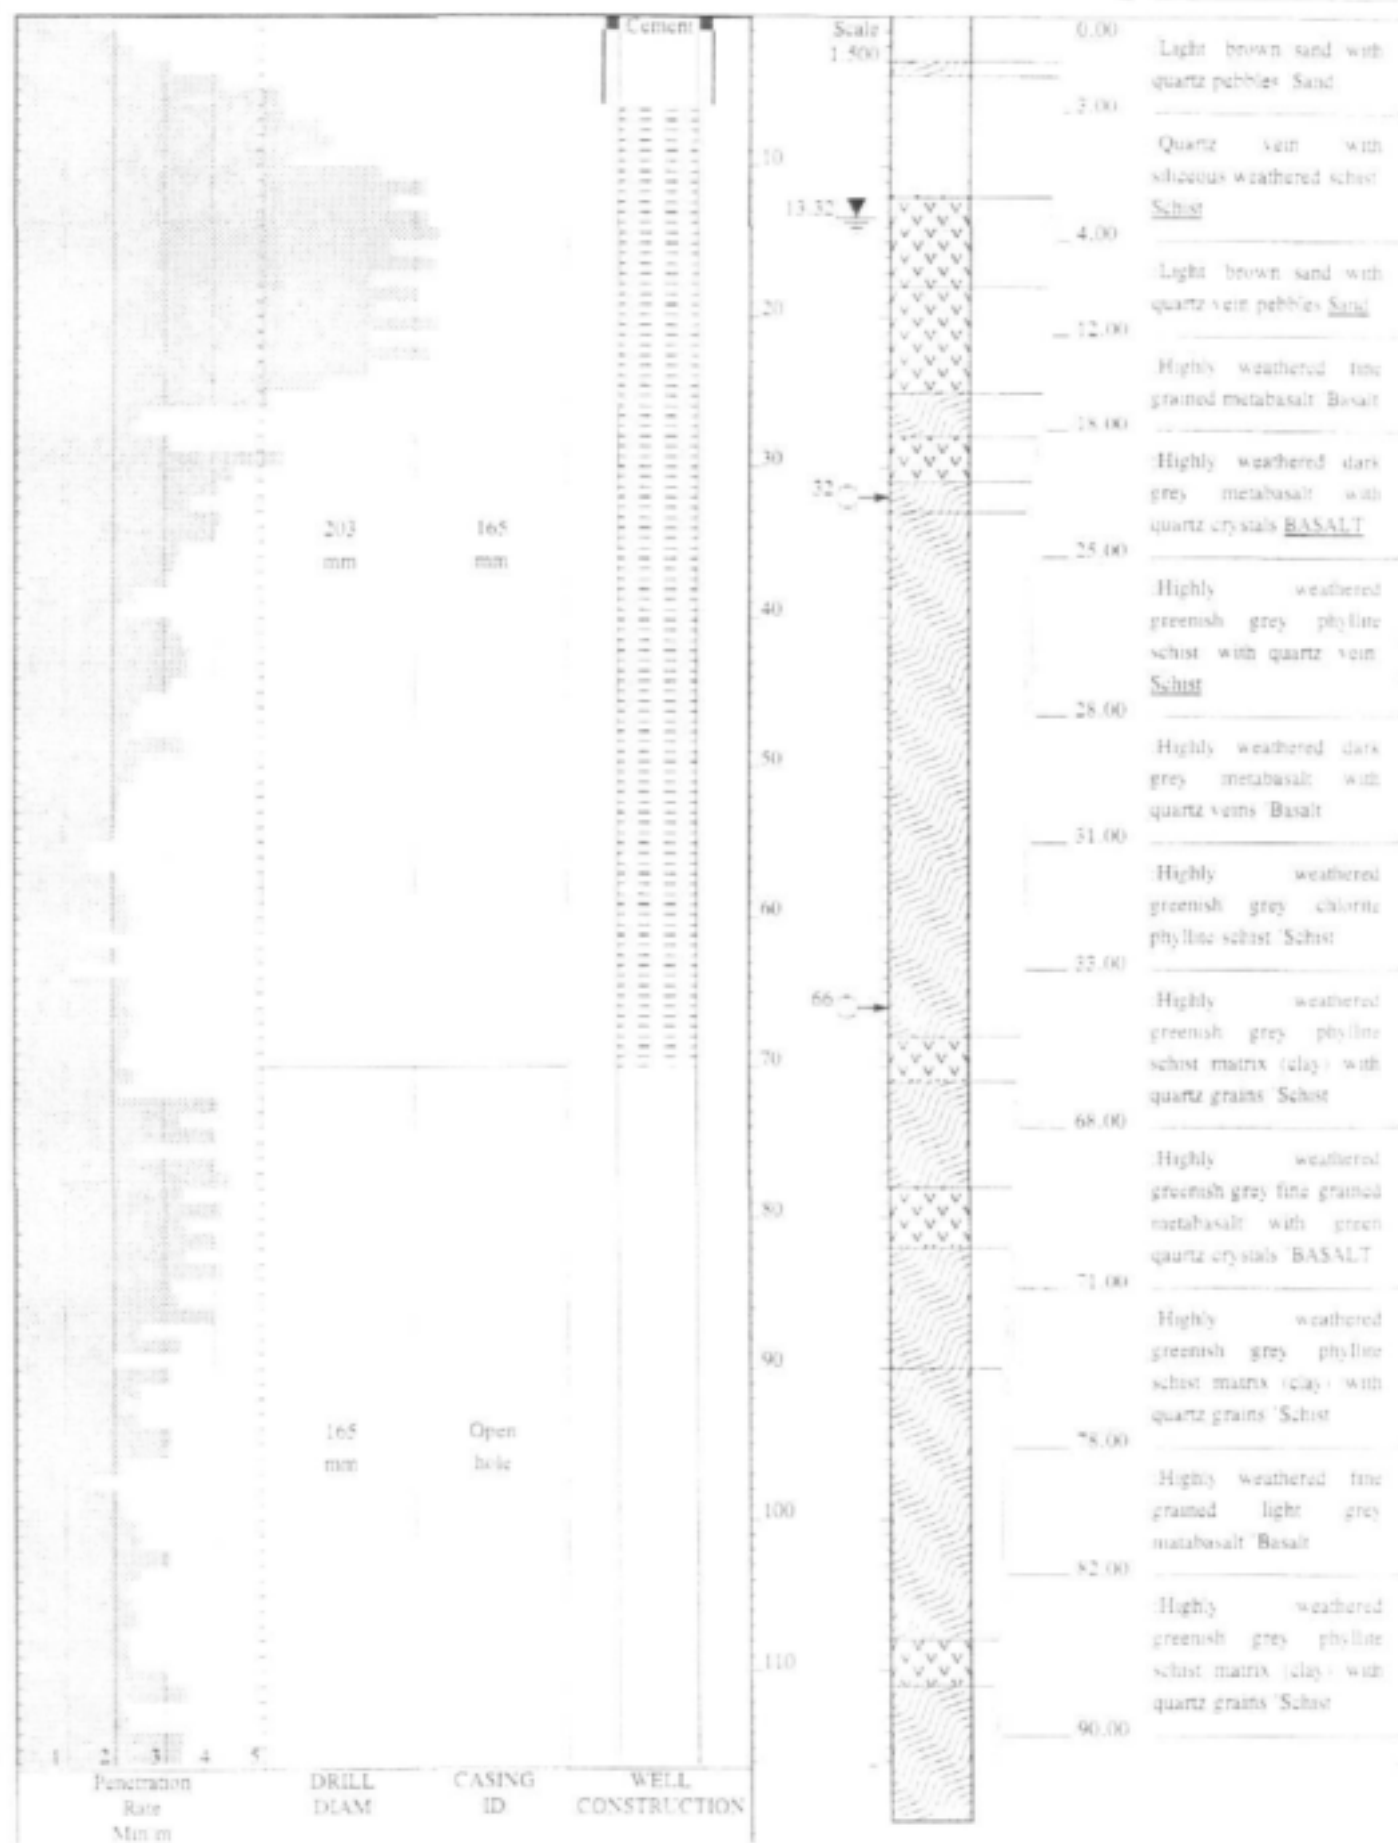 Cement
Scale
1:500
0.00
Light brown sand with
quartz pebbles Sand
3.00
Quartz vein with
siliceous weathered schist
Schist
4.00
Light brown sand with
quartz vein pebbles Sand
12.00
Highly weathered fine
grained metabasalt Basalt
18.00
Highly weathered dark
grey metabasalt with
quartz crystals BASALT
25.00
Highly weathered
greenish grey phyllite
schist with quartz vein
Schist
28.00
Highly weathered dark
grey metabasalt with
quartz veins Basalt
31.00
Highly weathered
greenish grey chlorite
phyllite schist Schist
33.00
Highly weathered
greenish grey phyllite
schist matrix (clay) with
quartz grains Schist
68.00
Highly weathered
greenish grey fine grained
metabasalt with green
qaurtz crystals BASALT
71.00
Highly weathered
greenish grey phyllite
schist matrix (clay) with
quartz grains Schist
78.00
Highly weathered fine
grained light grey
matabasalt Basalt
82.00
Highly weathered
greenish grey phyllite
schist matrix (clay) with
quartz grains Schist
90.00
13.32
32
66
10
20
30
40
50
60
70
80
90
100
110
203
mm
165
mm
165
mm
Open
hole
1 2 3 4 5
Penetration
Rate
Min/m
DRILL
DIAM
CASING
ID
WELL
CONSTRUCTION